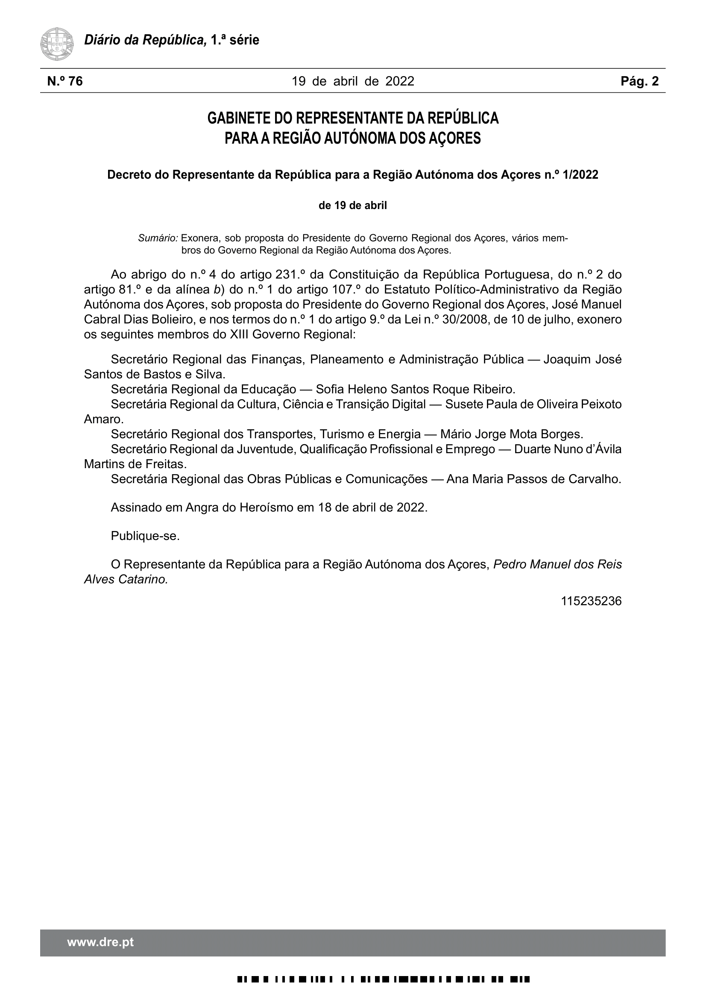 Diário da República, 1.ª série
N.º 76 19 de abril de 2022 Pág. 2
GABINETE DO REPRESENTANTE DA REPÚBLICA
PARA A REGIÃO AUTÓNOMA DOS AÇORES
Decreto do Representante da República para a Região Autónoma dos Açores n.º 1/2022
de 19 de abril
Sumário: Exonera, sob proposta do Presidente do Governo Regional dos Açores, vários mem-
bros do Governo Regional da Região Autónoma dos Açores.
Ao abrigo do n.º 4 do artigo 231.º da Constituição da República Portuguesa, do n.º 2 do
artigo 81.º e da alínea b) do n.º 1 do artigo 107.º do Estatuto Político-Administrativo da Região
Autónoma dos Açores, sob proposta do Presidente do Governo Regional dos Açores, José Manuel
Cabral Dias Bolieiro, e nos termos do n.º 1 do artigo 9.º da Lei n.º 30/2008, de 10 de julho, exonero
os seguintes membros do XIII Governo Regional:
Secretário Regional das Finanças, Planeamento e Administração Pública — Joaquim José
Santos de Bastos e Silva.
Secretária Regional da Educação — Sofia Heleno Santos Roque Ribeiro.
Secretária Regional da Cultura, Ciência e Transição Digital — Susete Paula de Oliveira Peixoto
Amaro.
Secretário Regional dos Transportes, Turismo e Energia — Mário Jorge Mota Borges.
Secretário Regional da Juventude, Qualificação Profissional e Emprego — Duarte Nuno d’Ávila
Martins de Freitas.
Secretária Regional das Obras Públicas e Comunicações — Ana Maria Passos de Carvalho.
Assinado em Angra do Heroísmo em 18 de abril de 2022.
Publique-se.
O Representante da República para a Região Autónoma dos Açores, Pedro Manuel dos Reis
Alves Catarino.
115235236
www.dre.pt